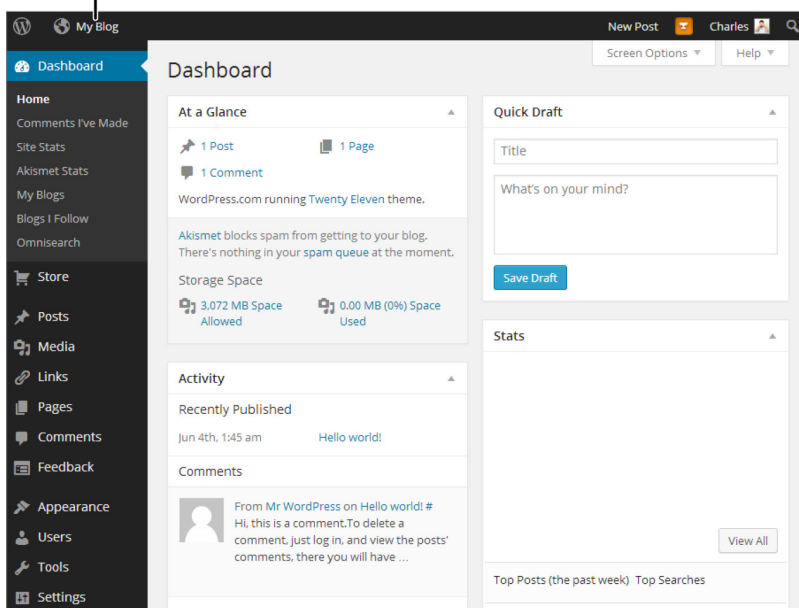 My Blog
New Post
Charles
Screen Options
Help
Dashboard
Home
Comments I've Made
Site Stats
Akismet Stats
My Blogs
Blogs I Follow
Omnisearch
Store
Posts
Media
Links
Pages
Comments
Feedback
Appearance
Users
Tools
Settings
Dashboard
At a Glance
1 Post
1 Page
1 Comment
WordPress.com running Twenty Eleven theme.
Akismet blocks spam from getting to your blog.
There's nothing in your spam queue at the moment.
Storage Space
3,072 MB Space
Allowed
0.00 MB (0%) Space
Used
Activity
Recently Published
Jun 4th, 1:45 am
Hello world!
Comments
From Mr WordPress on Hello world! #
Hi, this is a comment.To delete a
comment, just log in, and view the posts'
comments, there you will have …
Quick Draft
Title
What's on your mind?
Save Draft
Stats
View All
Top Posts (the past week) Top Searches